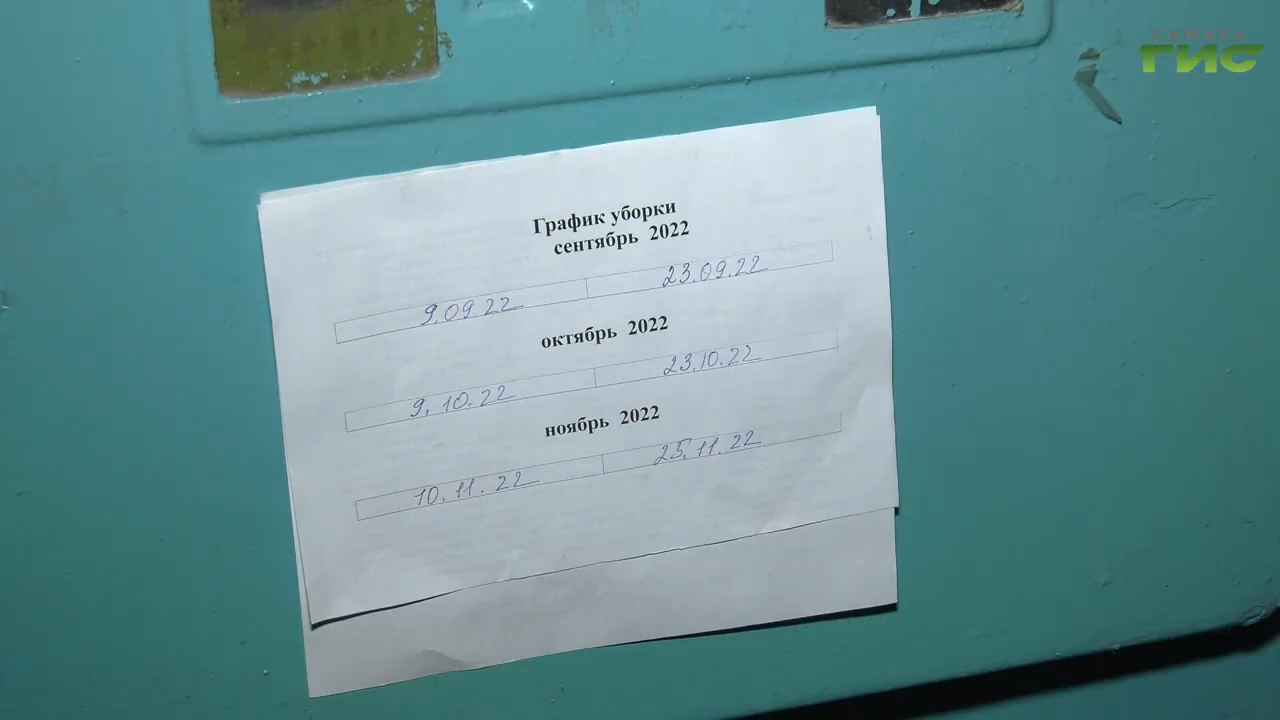 САМАРА
ГИС
График уборки
сентябрь 2022
9.09.22 23.09.22
октябрь 2022
9.10.22 23.10.22
ноябрь 2022
10.11.22 25.11.22